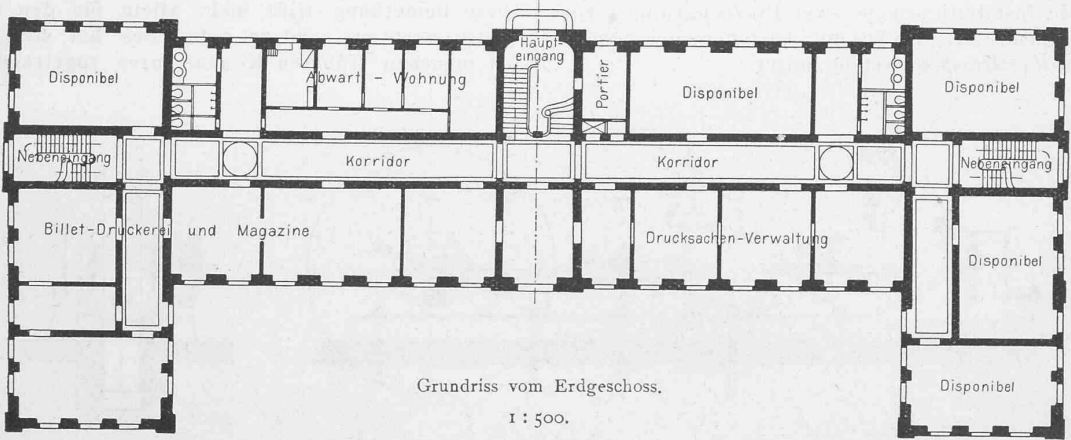 Disponibel
Abwart - Wohnung
Haupt-
eingang
Portier
Disponibel
Disponibel
Nebeneingang
Korridor
Korridor
Nebeneingang
Billet-Druckerei und Magazine
Drucksachen-Verwaltung
Disponibel
Disponibel
Grundriss vom Erdgeschoss.
1 : 500.